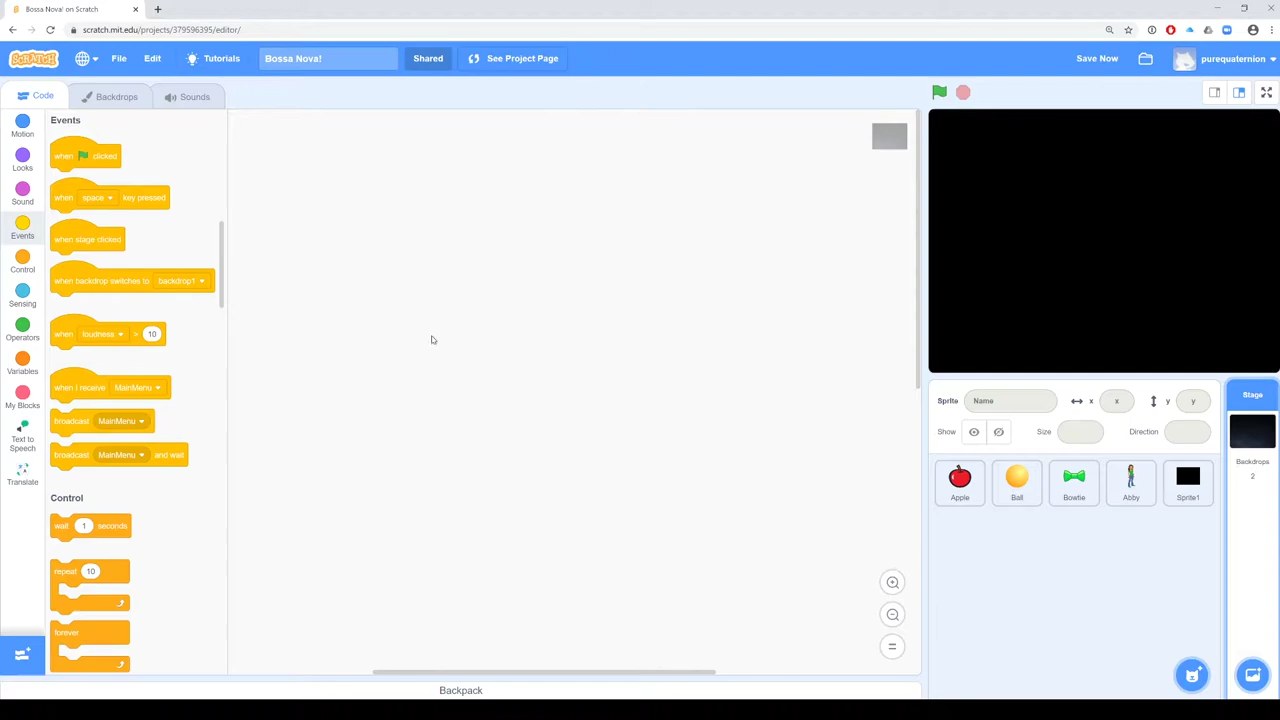 Bossa Nova! on Scratch
scratch.mit.edu/projects/379596395/editor/
SCRATCH File Edit Tutorials Bossa Nova! Shared See Project Page Save Now purequaternion
Code Backdrops Sounds
Motion
Looks
Sound
Events
Control
Sensing
Operators
Variables
My Blocks
Text to
Speech
Translate
Events
when clicked
when space key pressed
when stage clicked
when backdrop switches to backdrop1
when loudness > 10
when I receive MainMenu
broadcast MainMenu
broadcast MainMenu and wait
Control
wait 1 seconds
repeat 10
forever
Backpack
Sprite Name x x y y
Show Size Direction
Apple Ball Bowtie Abby Sprite1
Stage
Backdrops
2